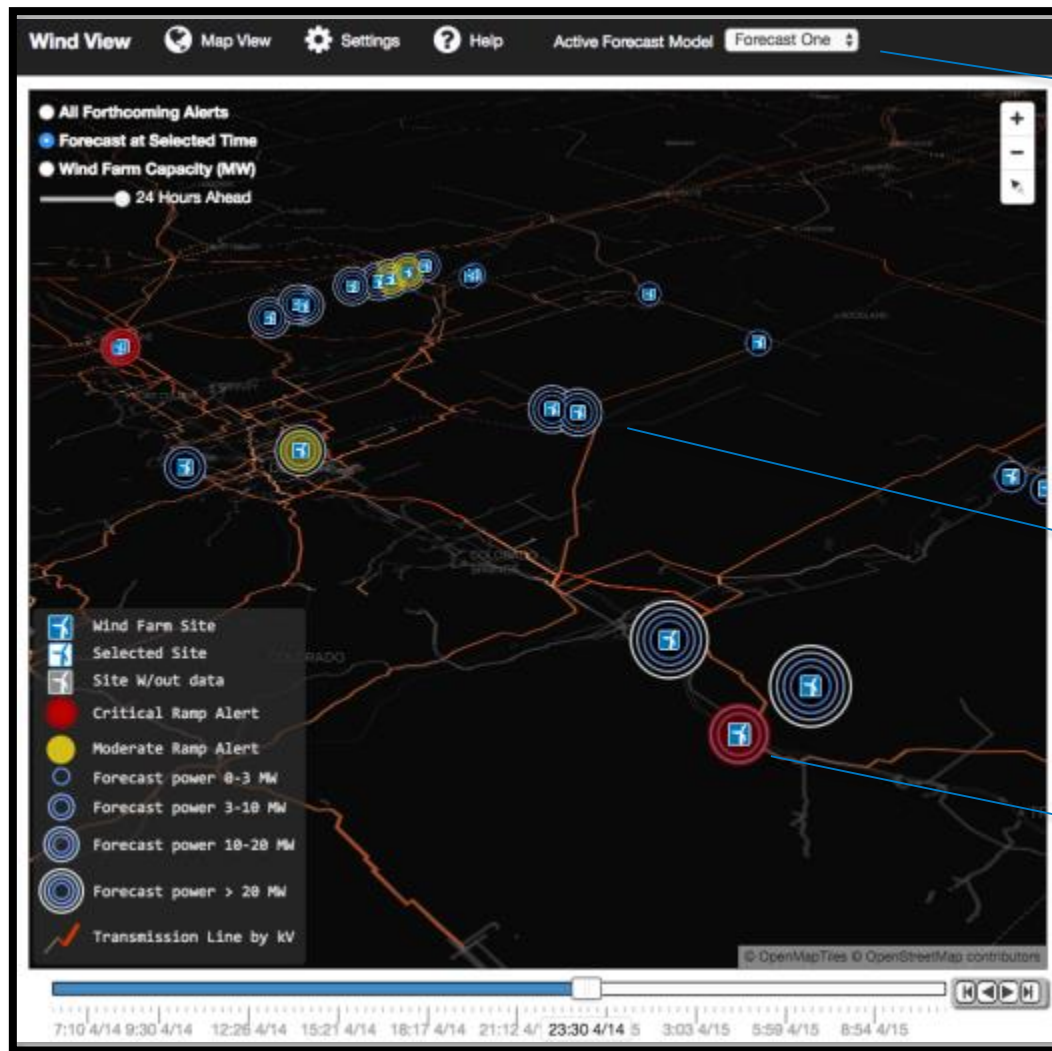 Wind View Map View Settings Help Active Forecast Model Forecast One
All Forthcoming Alerts
Forecast at Selected Time
Wind Farm Capacity (MW)
24 Hours Ahead
+
−
ROCKLAND
COLORADO
SPRINGS
COLORADO
Wind Farm Site
Selected Site
Site W/out data
Critical Ramp Alert
Moderate Ramp Alert
Forecast power 0-3 MW
Forecast power 3-10 MW
Forecast power 10-20 MW
Forecast power > 20 MW
Transmission Line by kV
© OpenMapTiles © OpenStreetMap contributors
7:10 4/14 9:30 4/14 12:26 4/14 15:21 4/14 18:17 4/14 21:12 4/ 23:30 4/14 5 3:03 4/15 5:59 4/15 8:54 4/15